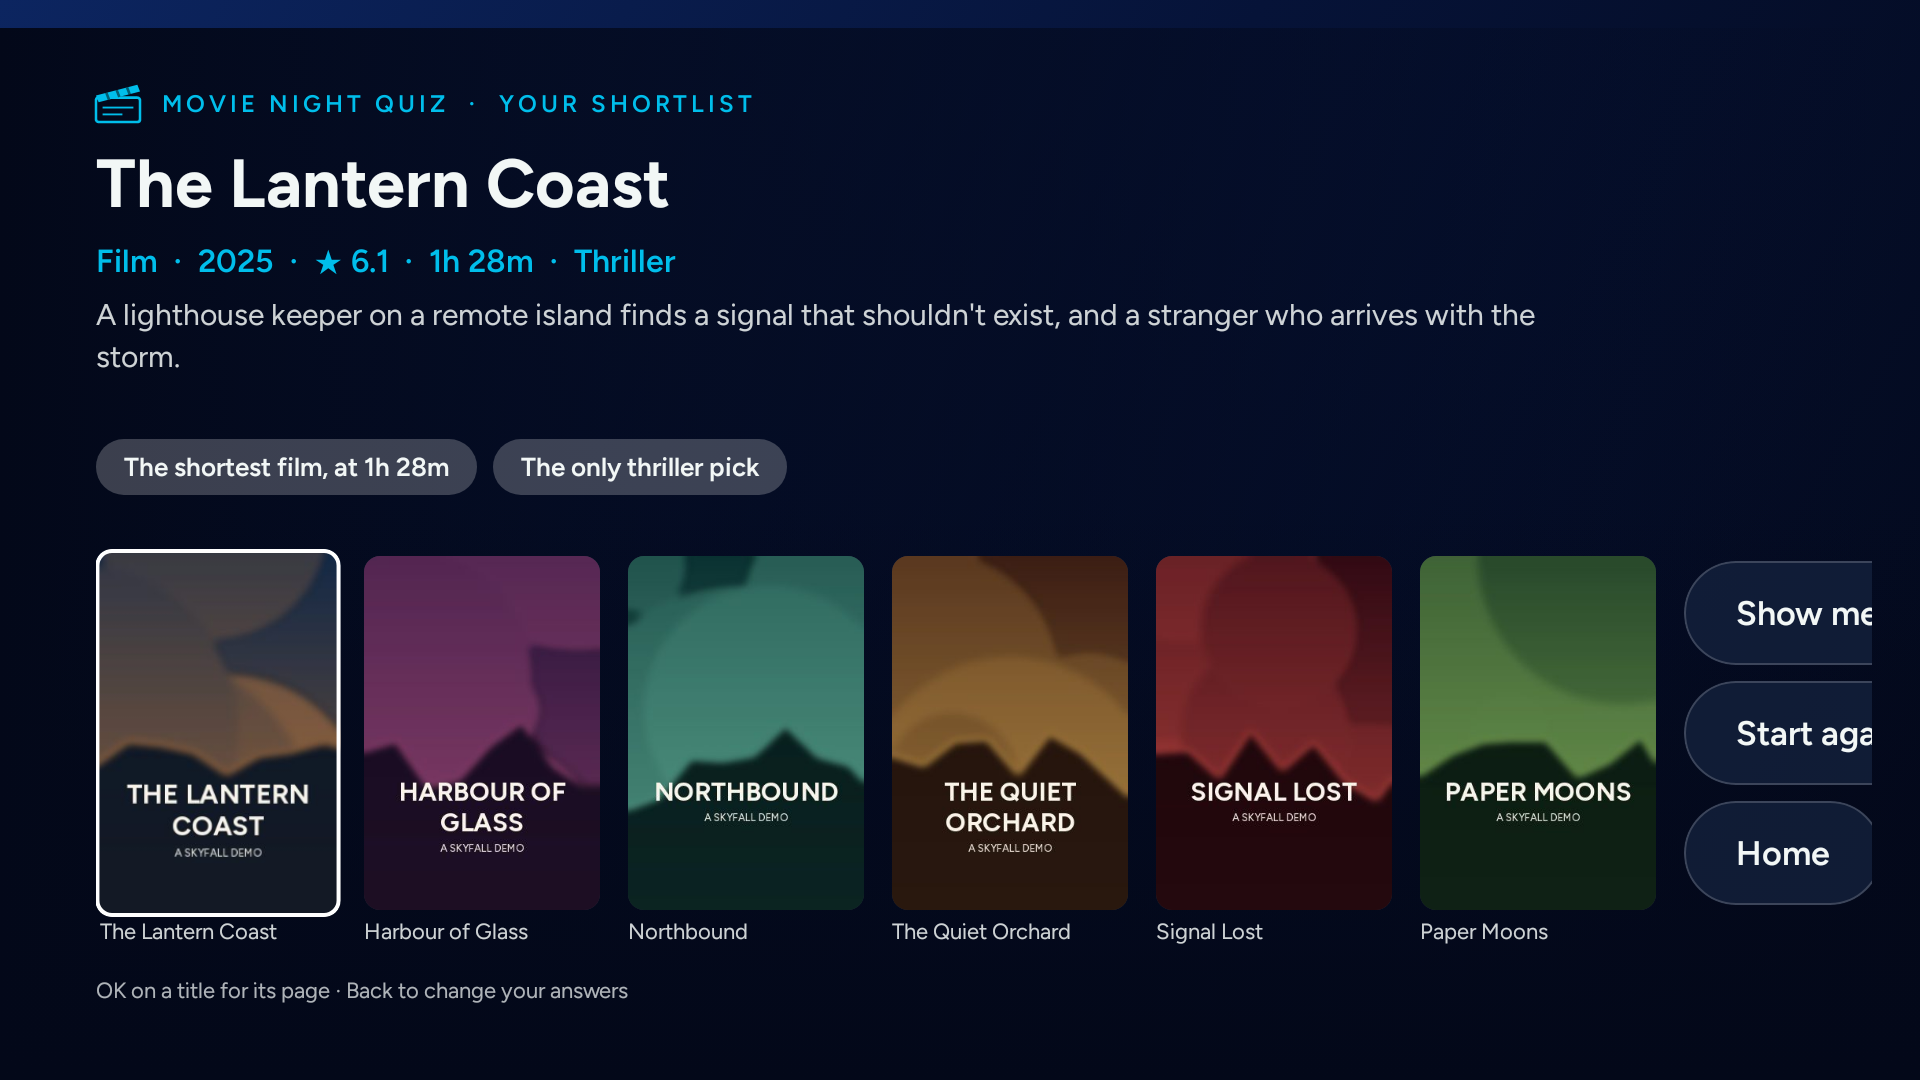 MOVIE NIGHT QUIZ · YOUR SHORTLIST
The Lantern Coast
Film · 2025 · ★ 6.1 · 1h 28m · Thriller
A lighthouse keeper on a remote island finds a signal that shouldn't exist, and a stranger who arrives with the
storm.
The shortest film, at 1h 28m
The only thriller pick
THE LANTERN
COAST
A SKYFALL DEMO
HARBOUR OF
GLASS
A SKYFALL DEMO
NORTHBOUND
A SKYFALL DEMO
THE QUIET
ORCHARD
A SKYFALL DEMO
SIGNAL LOST
A SKYFALL DEMO
PAPER MOONS
A SKYFALL DEMO
Show me
Start aga
Home
The Lantern Coast
Harbour of Glass
Northbound
The Quiet Orchard
Signal Lost
Paper Moons
OK on a title for its page · Back to change your answers